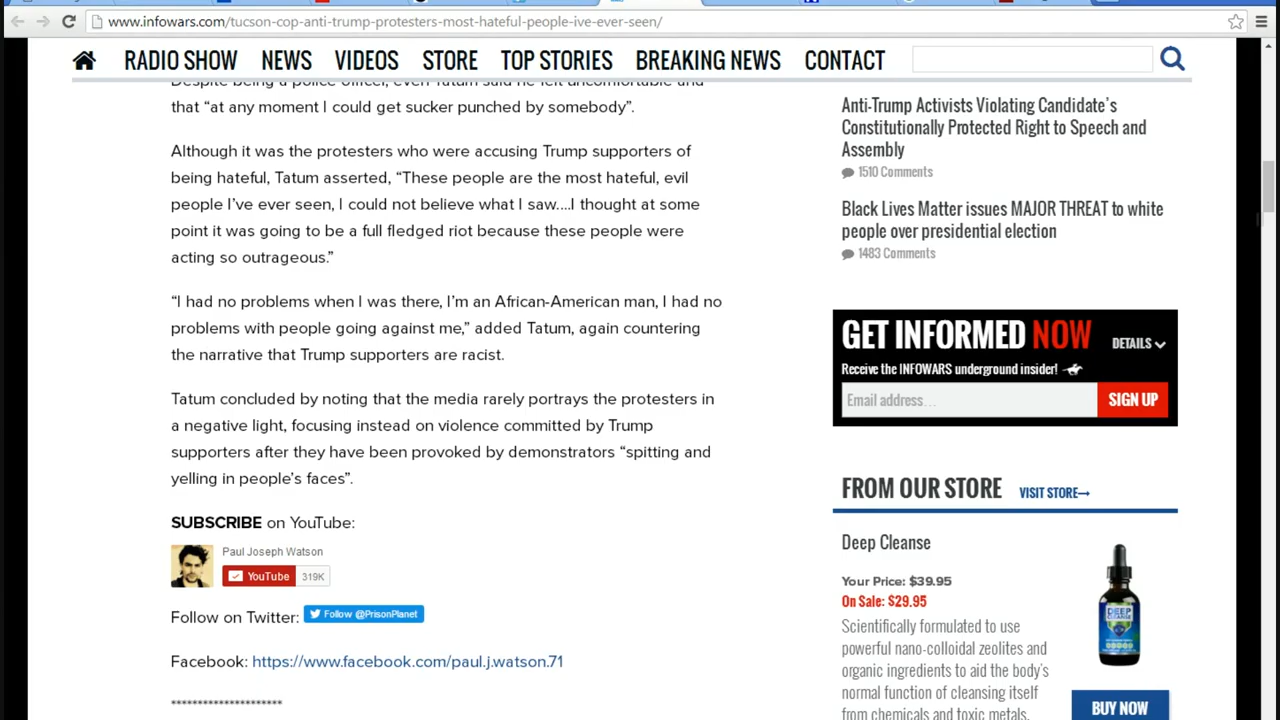 www.infowars.com/tucson-cop-anti-trump-protesters-most-hateful-people-ive-ever-seen/
RADIO SHOW NEWS VIDEOS STORE TOP STORIES BREAKING NEWS CONTACT
Despite being a police officer, even Tatum said he felt uncomfortable and
that “at any moment I could get sucker punched by somebody”.
Although it was the protesters who were accusing Trump supporters of
being hateful, Tatum asserted, “These people are the most hateful, evil
people I’ve ever seen, I could not believe what I saw….I thought at some
point it was going to be a full fledged riot because these people were
acting so outrageous.”
“I had no problems when I was there, I’m an African-American man, I had no
problems with people going against me,” added Tatum, again countering
the narrative that Trump supporters are racist.
Tatum concluded by noting that the media rarely portrays the protesters in
a negative light, focusing instead on violence committed by Trump
supporters after they have been provoked by demonstrators “spitting and
yelling in people’s faces”.
SUBSCRIBE on YouTube:
Paul Joseph Watson
YouTube 319K
Follow on Twitter: Follow @PrisonPlanet
Facebook: https://www.facebook.com/paul.j.watson.71
*********************
Anti-Trump Activists Violating Candidate’s
Constitutionally Protected Right to Speech and
Assembly
1510 Comments
Black Lives Matter issues MAJOR THREAT to white
people over presidential election
1483 Comments
GET INFORMED NOW DETAILS
Receive the INFOWARS underground insider!
Email address... SIGN UP
FROM OUR STORE VISIT STORE→
Deep Cleanse
Your Price: $39.95
On Sale: $29.95
Scientifically formulated to use
powerful nano-colloidal zeolites and
organic ingredients to aid the body's
normal function of cleansing itself
from chemicals and toxic metals.
DEEP
CLEANSE
BUY NOW